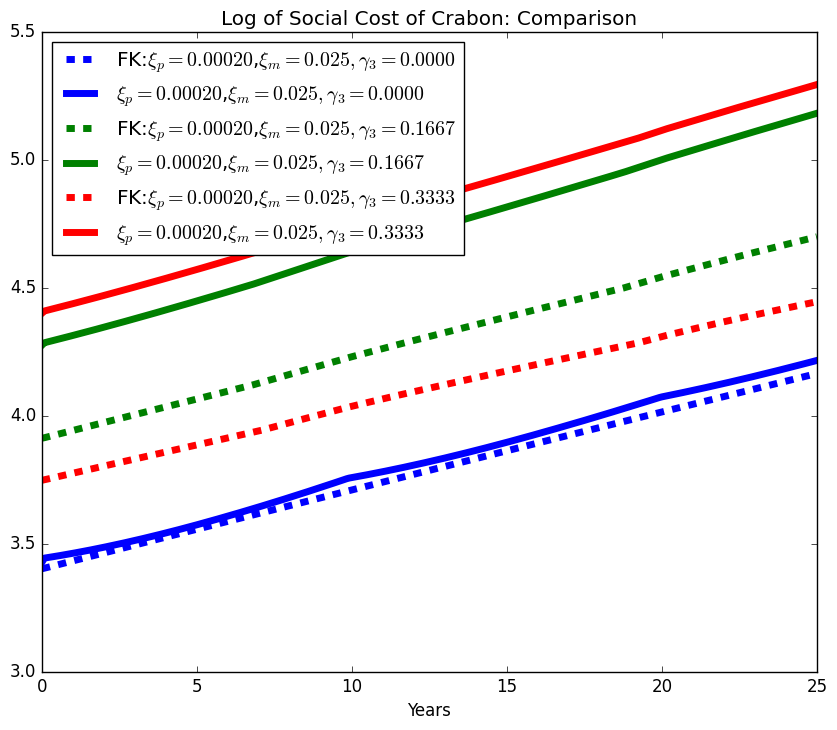 Log of Social Cost of Crabon: Comparison
5.5
5.0
4.5
4.0
3.5
3.0
FK:ξₚ = 0.00020,ξₘ = 0.025, γ₃ = 0.0000
ξₚ = 0.00020,ξₘ = 0.025, γ₃ = 0.0000
FK:ξₚ = 0.00020,ξₘ = 0.025, γ₃ = 0.1667
ξₚ = 0.00020,ξₘ = 0.025, γ₃ = 0.1667
FK:ξₚ = 0.00020,ξₘ = 0.025, γ₃ = 0.3333
ξₚ = 0.00020,ξₘ = 0.025, γ₃ = 0.3333
0 5 10 15 20 25
Years